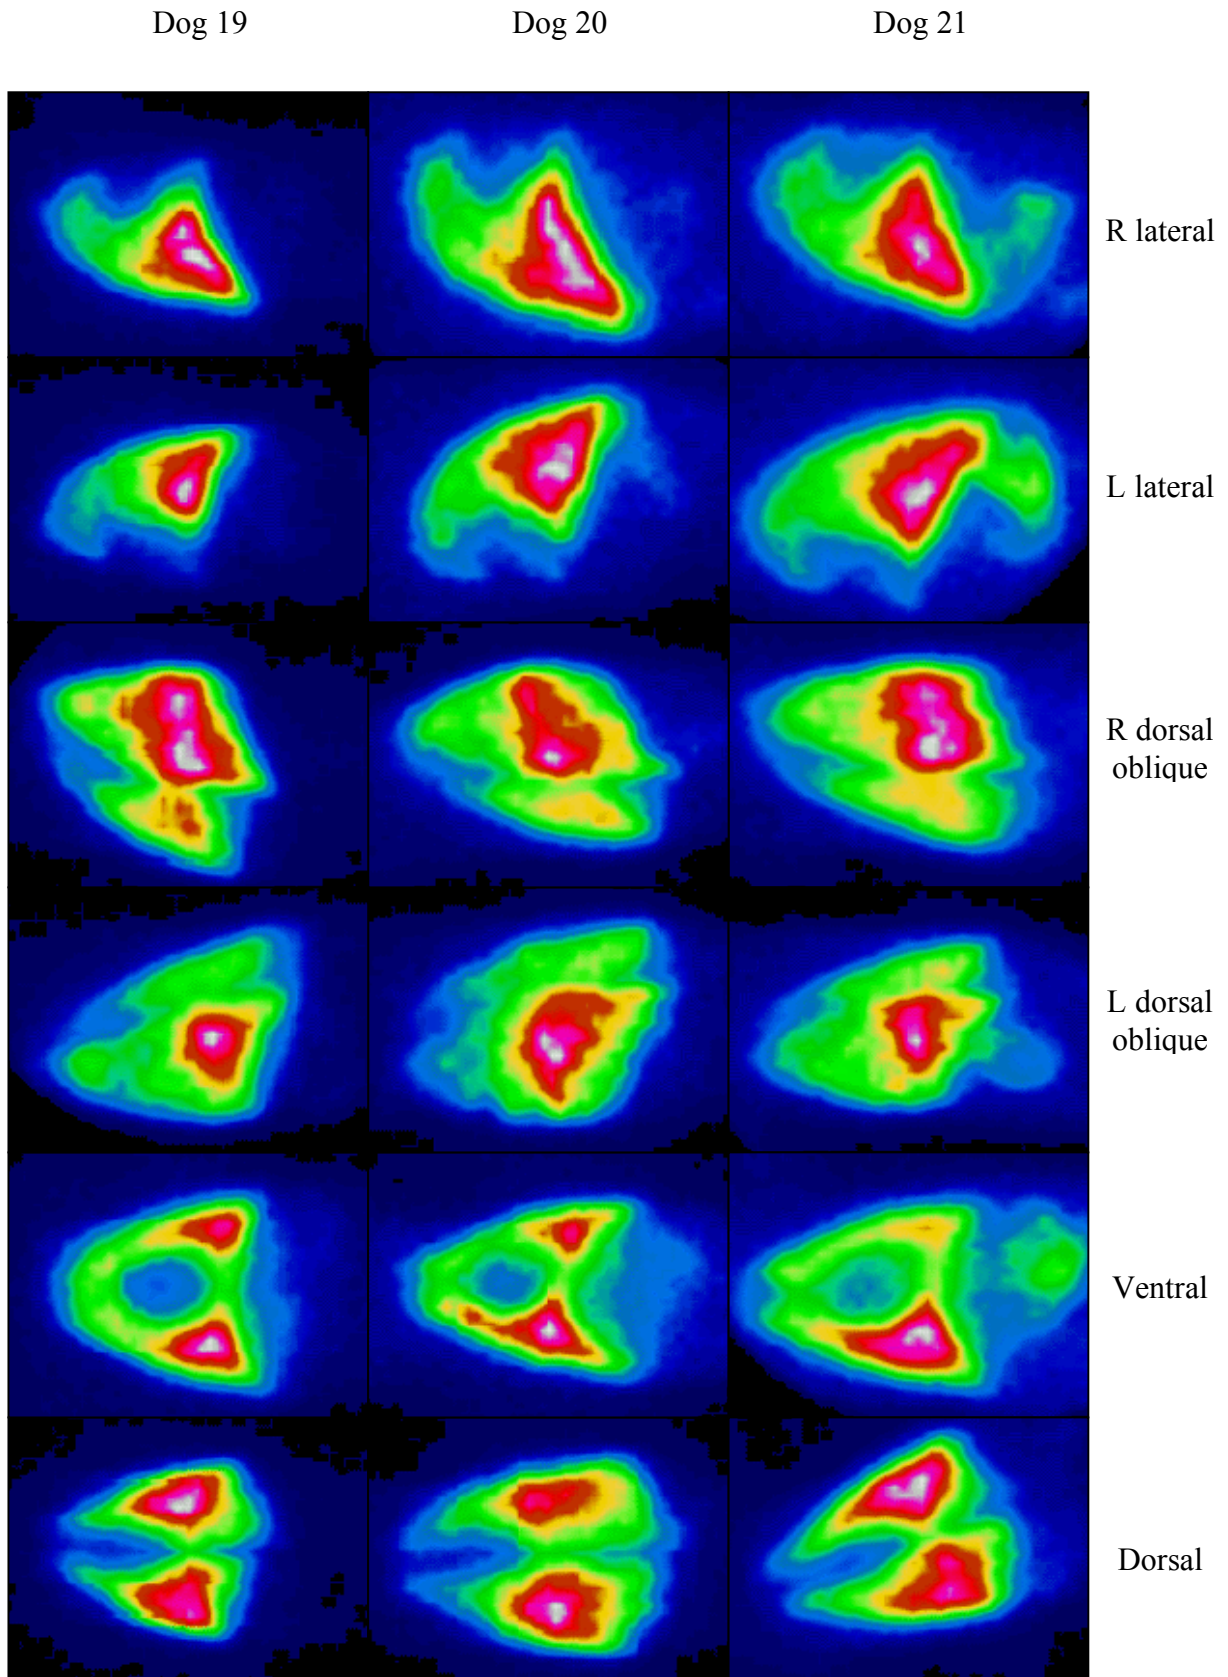 Dog 19 Dog 20 Dog 21
R lateral
L lateral
R dorsal
oblique
L dorsal
oblique
Ventral
Dorsal